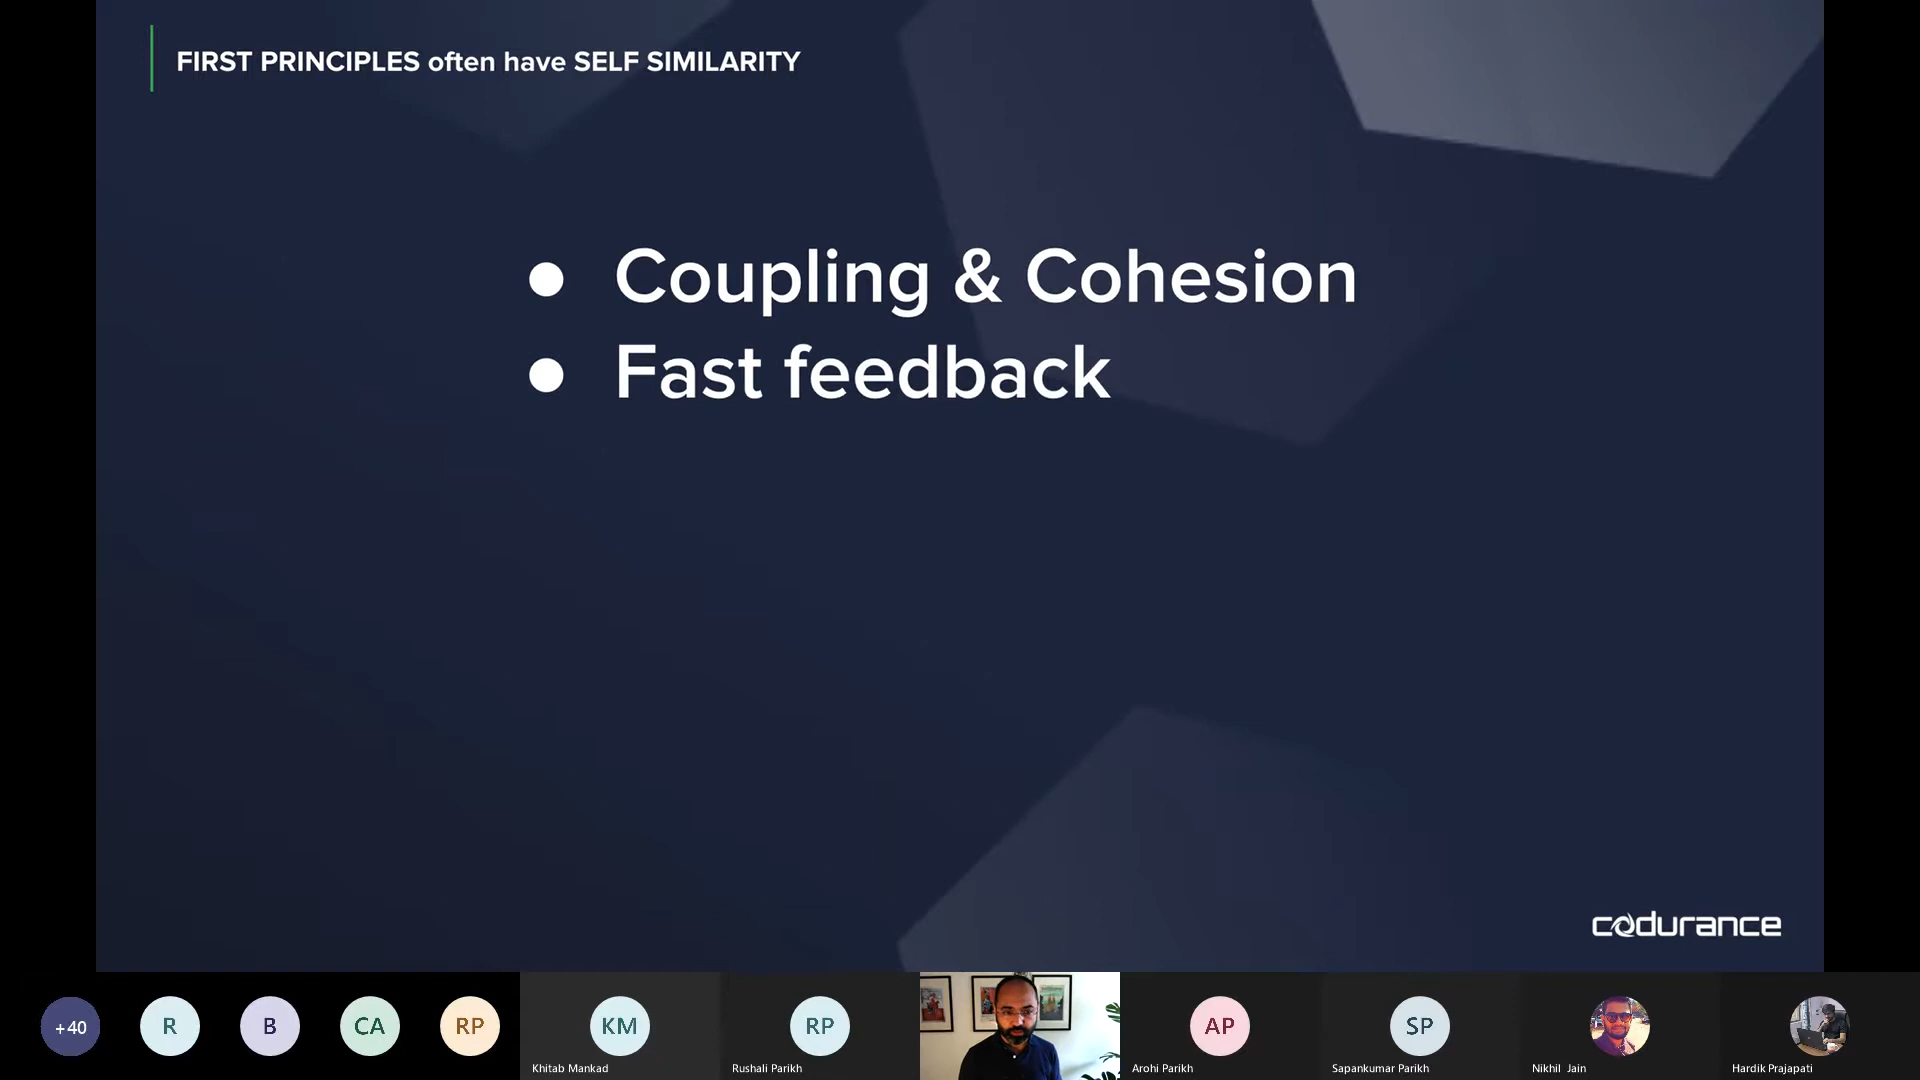 FIRST PRINCIPLES often have SELF SIMILARITY
● Coupling & Cohesion
● Fast feedback
codurance
+40
R
B
CA
RP
KM
RP
AP
SP
Khitab Mankad
Rushali Parikh
Arohi Parikh
Sapankumar Parikh
Nikhil Jain
Hardik Prajapati